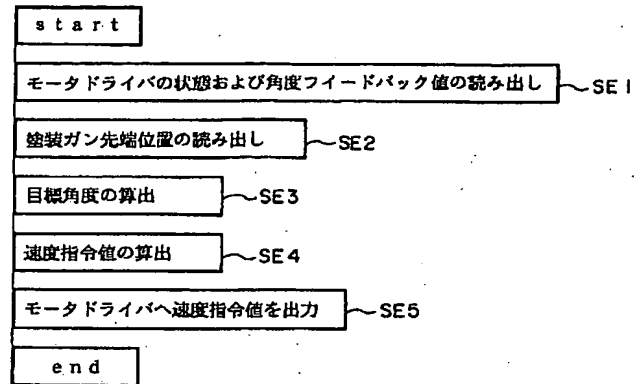 start
モータドライバの状態および角度フイードバック値の読み出し SE1
塗装ガン先端位置の読み出し SE2
目標角度の算出 SE3
速度指令値の算出 SE4
モータドライバへ速度指令値を出力 SE5
end